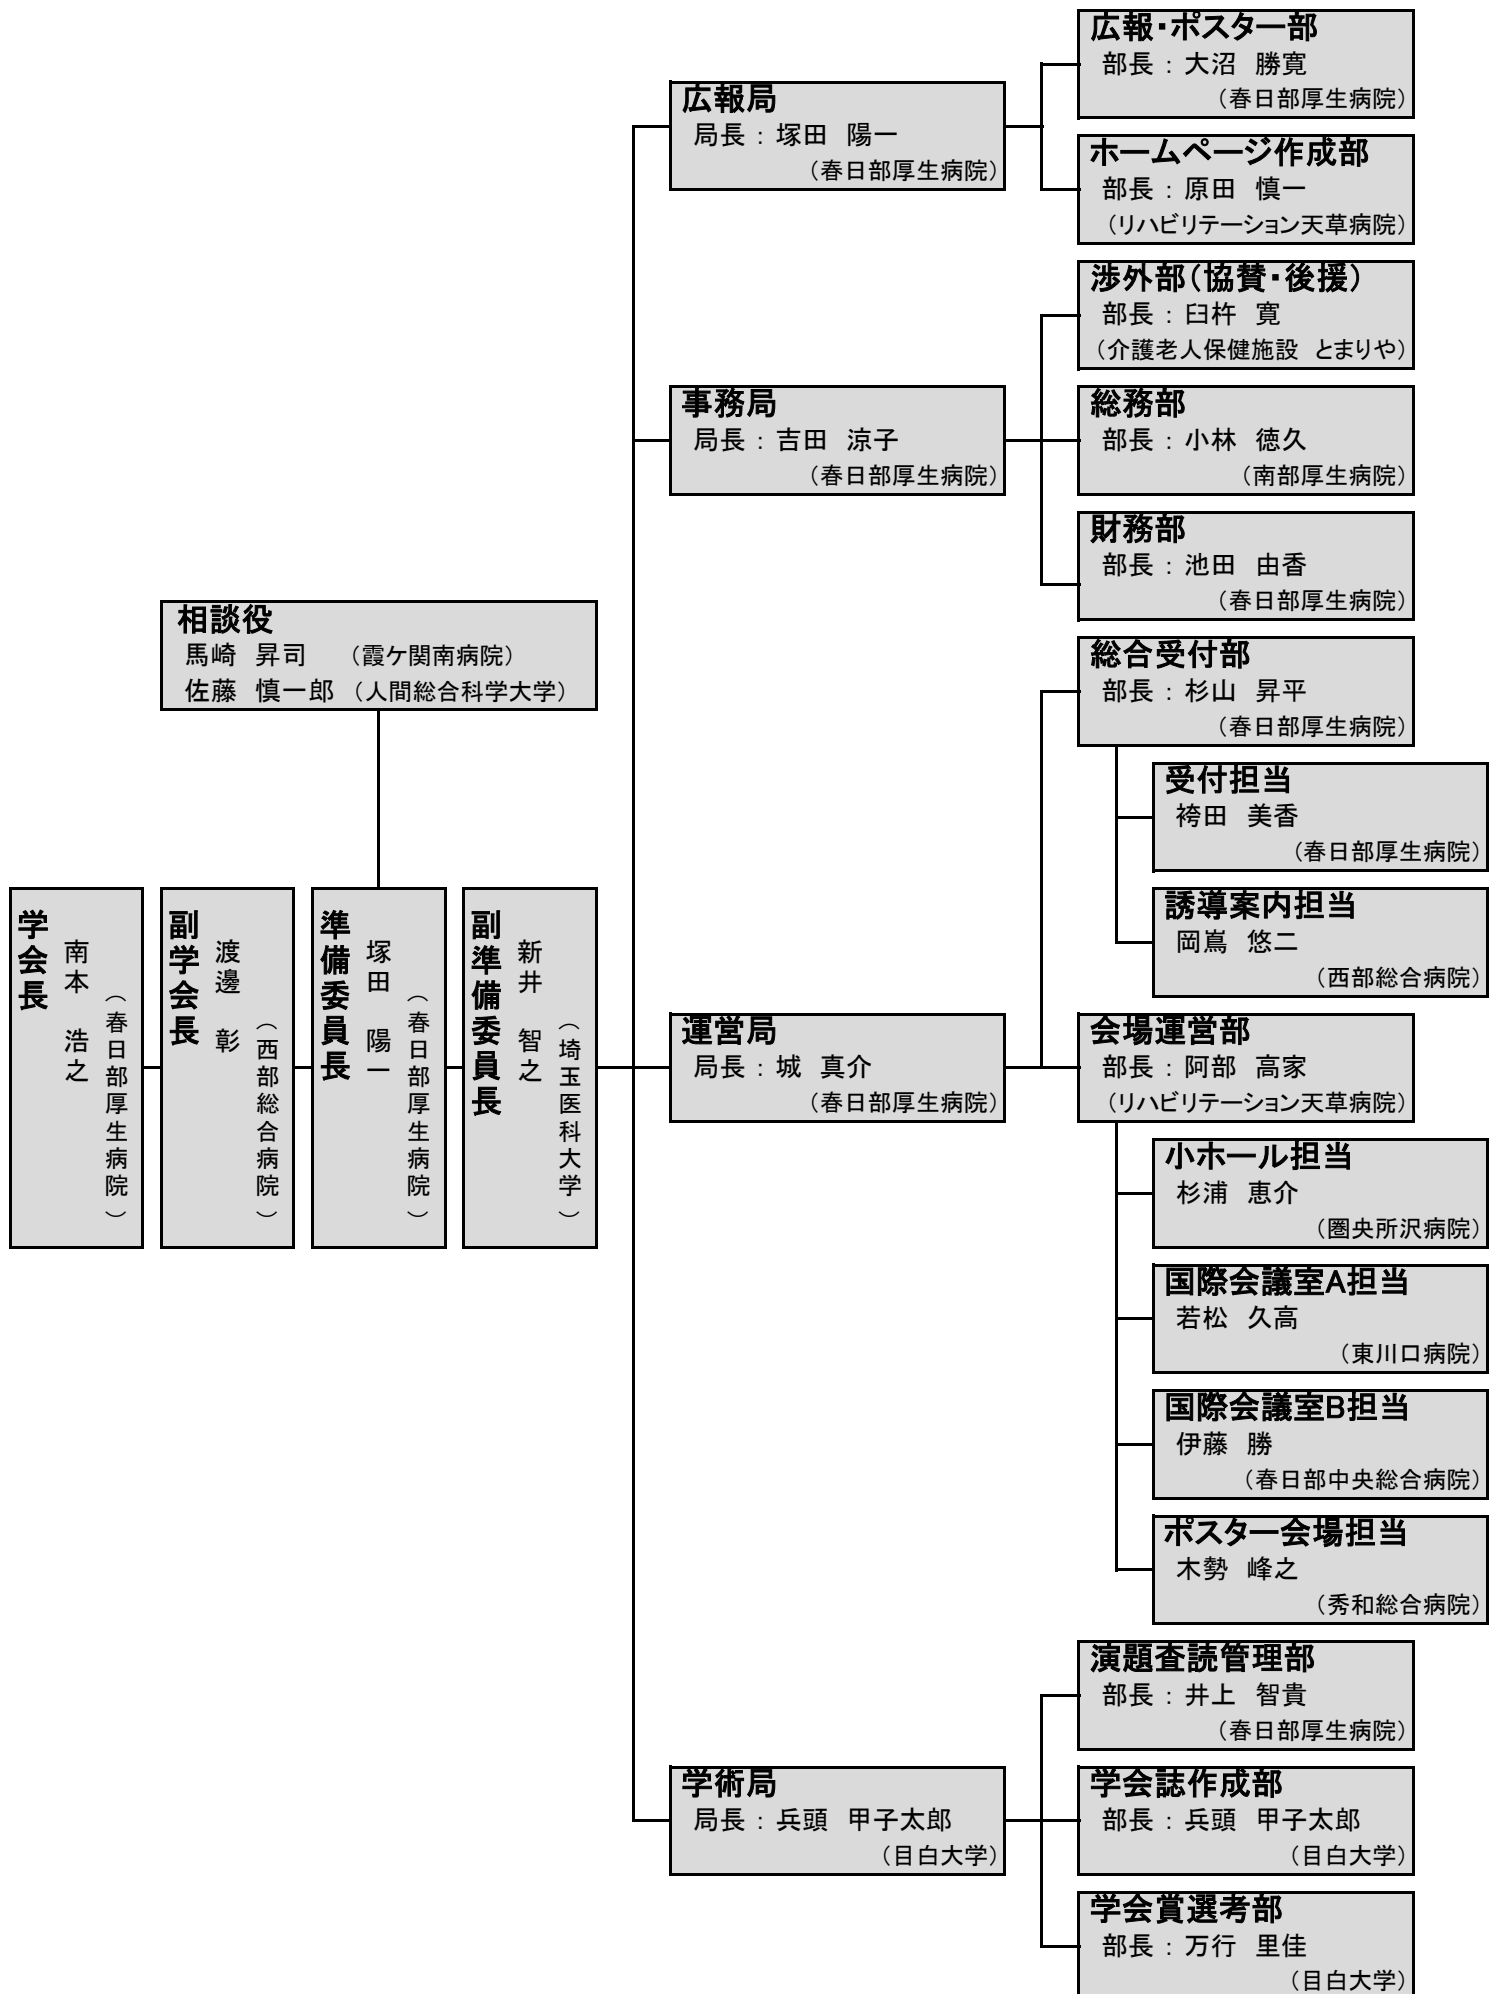 学会長
南本　浩之
（春日部厚生病院）
副学会長
渡邊　彰
（西部総合病院）
準備委員長
塚田　陽一
（春日部厚生病院）
副準備委員長
新井　智之
（埼玉医科大学）
相談役
馬崎　昇司　（霞ケ関南病院）
佐藤　慎一郎（人間総合科学大学）
広報局
局長：塚田　陽一
（春日部厚生病院）
広報・ポスター部
部長：大沼　勝寛
（春日部厚生病院）
ホームページ作成部
部長：原田　慎一
（リハビリテーション天草病院）
事務局
局長：吉田　涼子
（春日部厚生病院）
渉外部（協賛・後援）
部長：臼杵　寛
（介護老人保健施設　とまりや）
総務部
部長：小林　徳久
（南部厚生病院）
財務部
部長：池田　由香
（春日部厚生病院）
運営局
局長：城　真介
（春日部厚生病院）
総合受付部
部長：杉山　昇平
（春日部厚生病院）
受付担当
袴田　美香
（春日部厚生病院）
誘導案内担当
岡嶌　悠二
（西部総合病院）
会場運営部
部長：阿部　高家
（リハビリテーション天草病院）
小ホール担当
杉浦　恵介
（圏央所沢病院）
国際会議室A担当
若松　久高
（東川口病院）
国際会議室B担当
伊藤　勝
（春日部中央総合病院）
ポスター会場担当
木勢　峰之
（秀和総合病院）
学術局
局長：兵頭　甲子太郎
（目白大学）
演題査読管理部
部長：井上　智貴
（春日部厚生病院）
学会誌作成部
部長：兵頭　甲子太郎
（目白大学）
学会賞選考部
部長：万行　里佳
（目白大学）